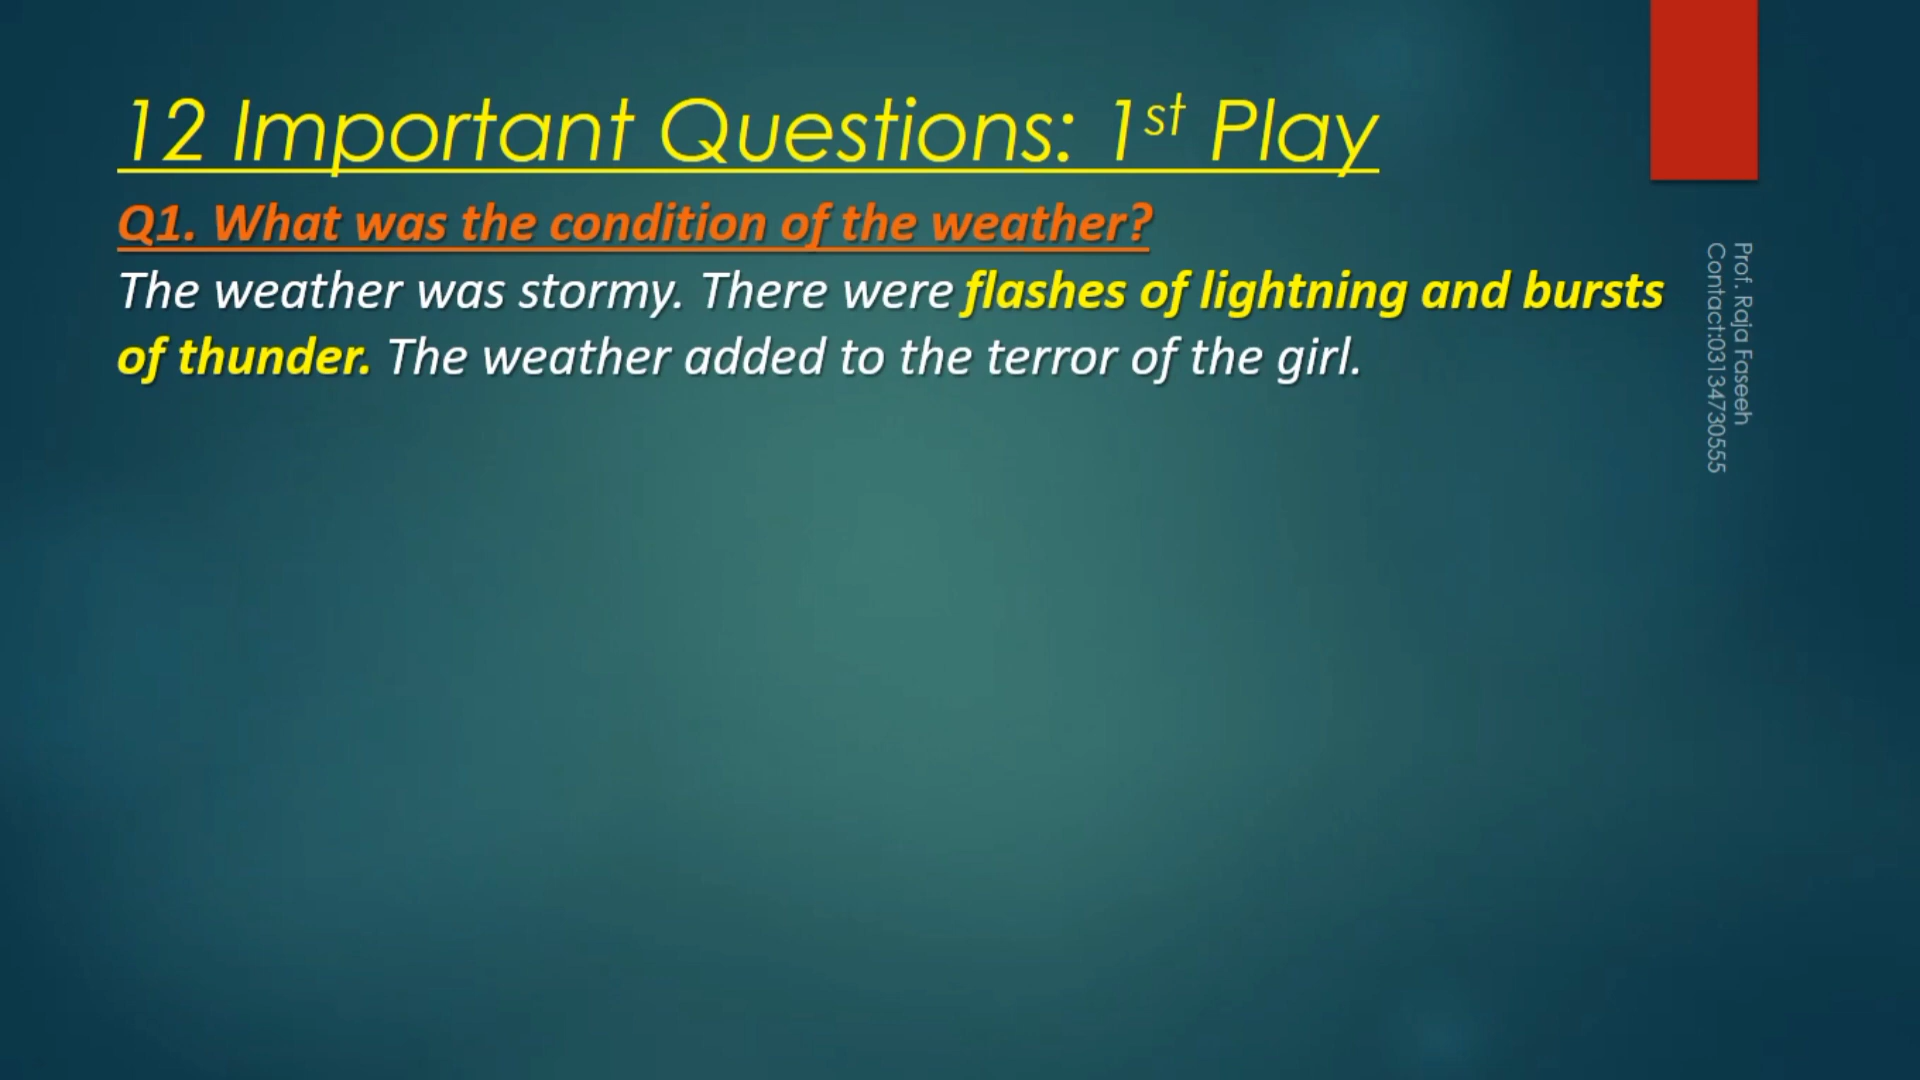 12 Important Questions: 1st Play
Q1. What was the condition of the weather?
The weather was stormy. There were flashes of lightning and bursts
of thunder. The weather added to the terror of the girl.
Prof. Raja Faseeh
Contact:03134730555